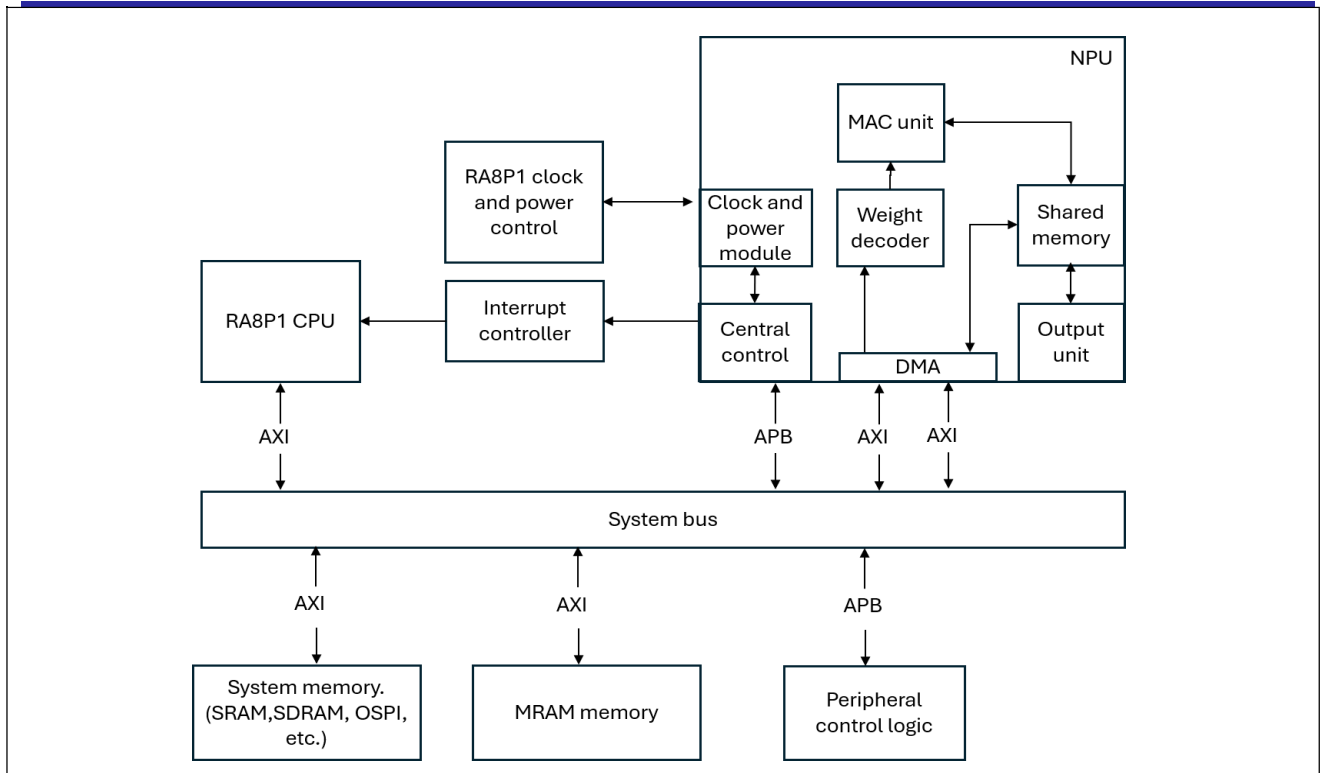 NPU
MAC unit
RA8P1 clock
and power
control
Clock and
power
module
Weight
decoder
Shared
memory
RA8P1 CPU
Interrupt
controller
Central
control
DMA
Output
unit
AXI
APB
AXI
AXI
System bus
AXI
AXI
APB
System memory.
(SRAM,SDRAM, OSPI,
etc.)
MRAM memory
Peripheral
control logic